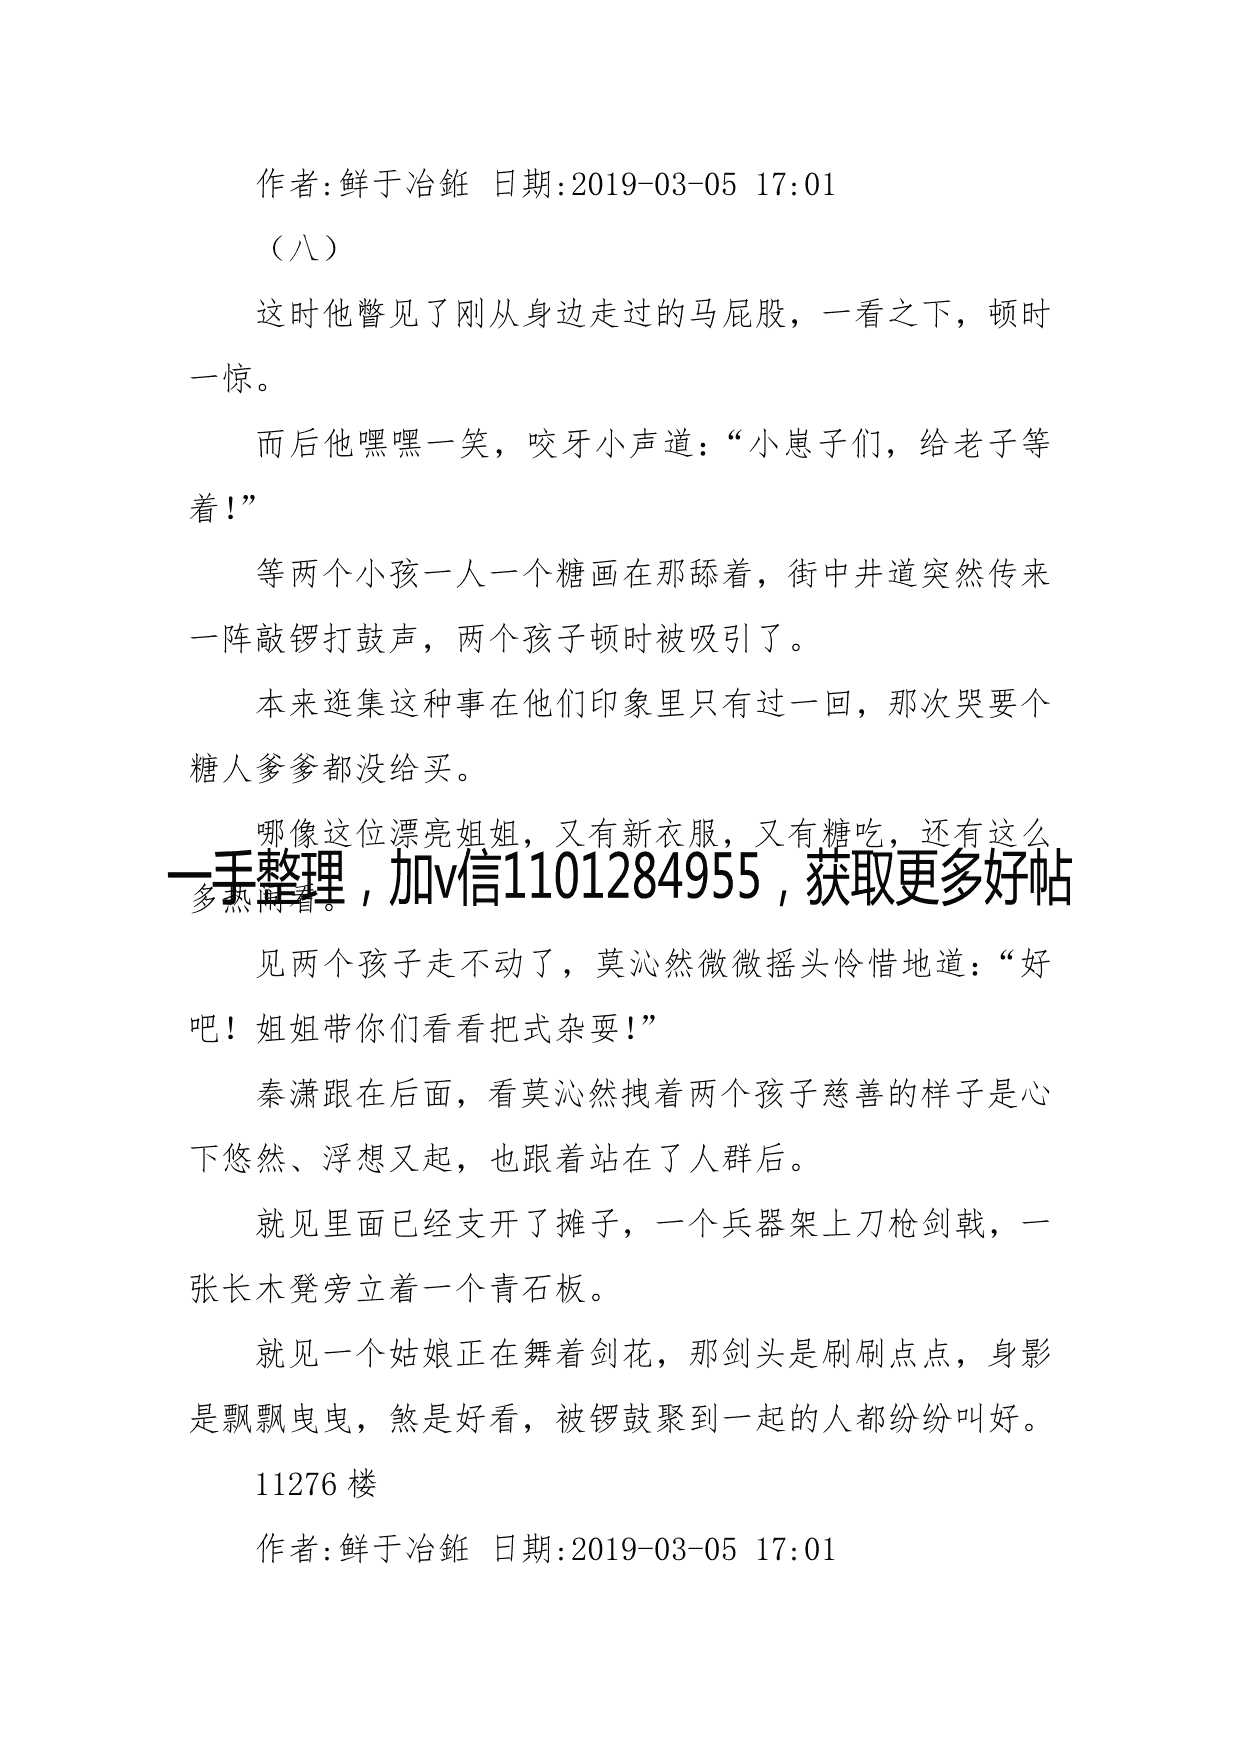 作者:鲜于冶銋 日期:2019-03-05 17:01
（八）
这时他瞥见了刚从身边走过的马屁股，一看之下，顿时
一惊。
而后他嘿嘿一笑，咬牙小声道：“小崽子们，给老子等
着！”
等两个小孩一人一个糖画在那舔着，街中井道突然传来
一阵敲锣打鼓声，两个孩子顿时被吸引了。
本来逛集这种事在他们印象里只有过一回，那次哭要个
糖人爹爹都没给买。
哪像这位漂亮姐姐，又有新衣服，又有糖吃，还有这么
一手整理，加v信1101284955，获取更多好帖
多热闹看。
见两个孩子走不动了，莫沁然微微摇头怜惜地道：“好
吧！姐姐带你们看看把式杂耍！”
秦潇跟在后面，看莫沁然拽着两个孩子慈善的样子是心
下悠然、浮想又起，也跟着站在了人群后。
就见里面已经支开了摊子，一个兵器架上刀枪剑戟，一
张长木凳旁立着一个青石板。
就见一个姑娘正在舞着剑花，那剑头是刷刷点点，身影
是飘飘曳曳，煞是好看，被锣鼓聚到一起的人都纷纷叫好。
11276 楼
作者:鲜于冶銋 日期:2019-03-05 17:01